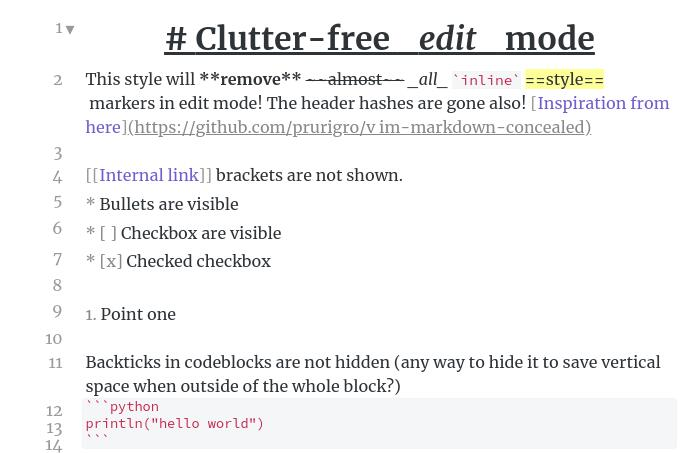 1 # Clutter-free _edit_ mode
2 This style will **remove** ~~almost~~ _all_ `inline` ==style==
markers in edit mode! The header hashes are gone also! [Inspiration from
here](https://github.com/prurigro/v im-markdown-concealed)
3
4 [[Internal link]] brackets are not shown.
5 * Bullets are visible
6 * [ ] Checkbox are visible
7 * [x] Checked checkbox
8
9 1. Point one
10
11 Backticks in codeblocks are not hidden (any way to hide it to save vertical
space when outside of the whole block?)
12 ```python
13 println("hello world")
14 ```